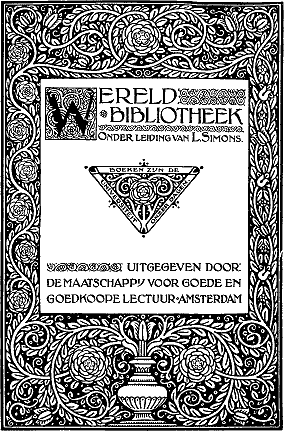 WERELD
BIBLIOTHEEK
ONDER LEIDING VAN L. SIMONS.
BOEKEN ZIJN DE
UITGEGEVEN DOOR:
DE MAATSCHAPPIJ VOOR GOEDE EN
GOEDKOOPE LECTUUR • AMSTERDAM